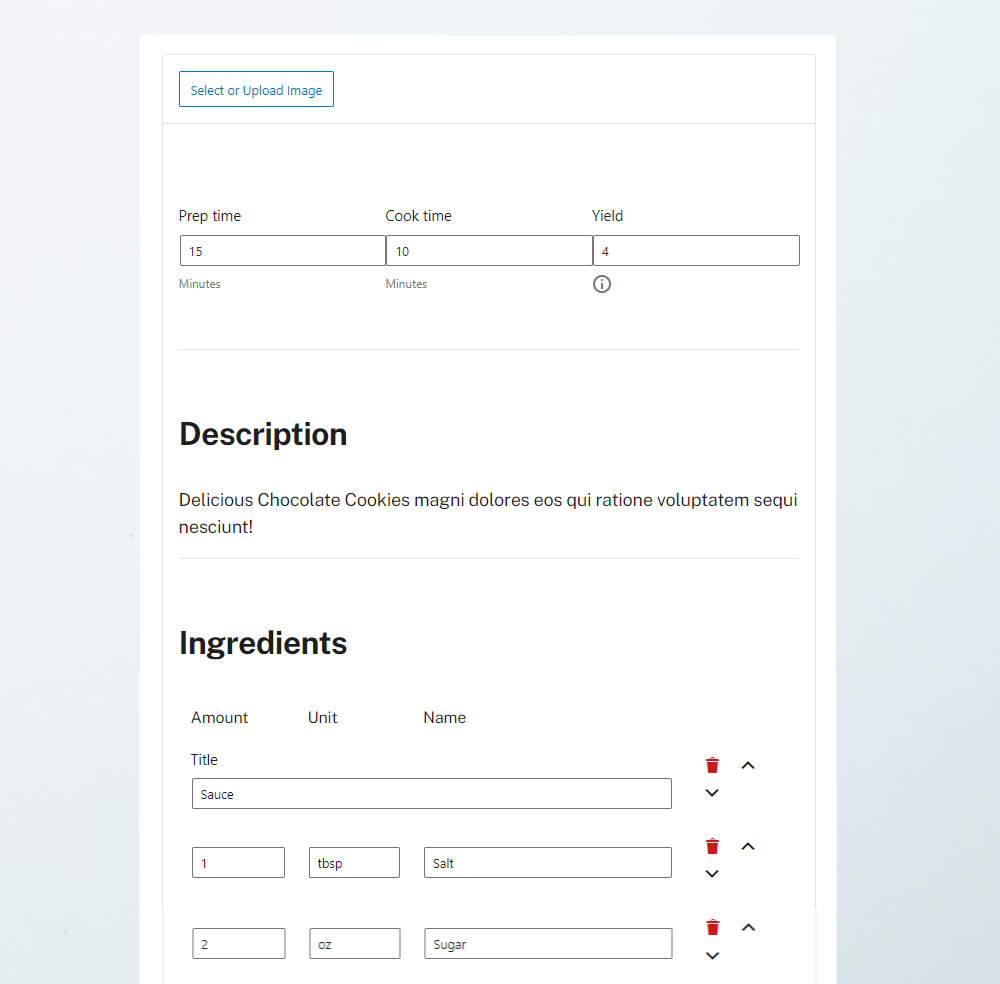 Select or Upload Image
Prep time Cook time Yield
15 10 4
Minutes Minutes
Description
Delicious Chocolate Cookies magni dolores eos qui ratione voluptatem sequi
nesciunt!
Ingredients
Amount Unit Name
Title
Sauce
1 tbsp Salt
2 oz Sugar